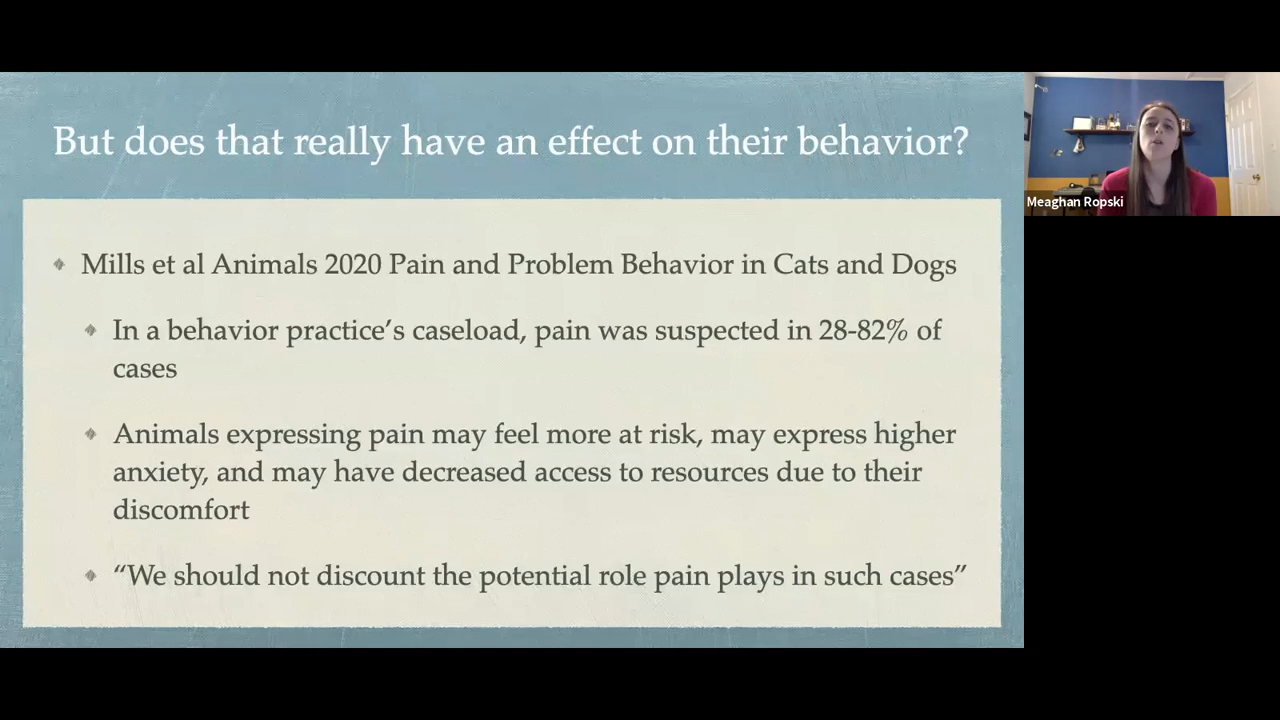 But does that really have an effect on their behavior?
Mills et al Animals 2020 Pain and Problem Behavior in Cats and Dogs
In a behavior practice’s caseload, pain was suspected in 28-82% of
cases
Animals expressing pain may feel more at risk, may express higher
anxiety, and may have decreased access to resources due to their
discomfort
“We should not discount the potential role pain plays in such cases”
Meaghan Ropski